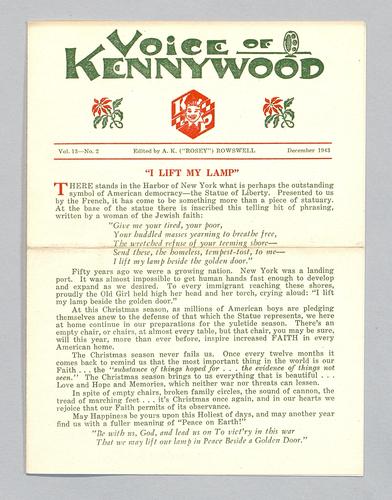 VOICE OF
KENNYWOOD
K
P
Vol. 13—No. 2 Edited by A. K. ("ROSEY") ROWSWELL December 1943
"I LIFT MY LAMP"
THERE stands in the Harbor of New York what is perhaps the outstanding
symbol of American democracy—the Statue of Liberty. Presented to us
by the French, it has come to be something more than a piece of statuary.
At the base of the statue there is inscribed this telling bit of phrasing,
written by a woman of the Jewish faith:
"Give me your tired, your poor,
Your huddled masses yearning to breathe free,
The wretched refuse of your teeming shore—
Send these, the homeless, tempest-tost, to me—
I lift my lamp beside the golden door."
Fifty years ago we were a growing nation. New York was a landing
port. It was almost impossible to get human hands fast enough to develop
and expand as we desired. To every immigrant reaching these shores,
proudly the Old Girl held high her head and her torch, crying aloud: "I lift
my lamp beside the golden door."
At this Christmas season, as millions of American boys are pledging
themselves anew to the defense of that which the Statue represents, we here
at home continue in our preparations for the yuletide season. There's an
empty chair, or chairs, at almost every table, but that chair, you may be sure,
will this year, more than ever before, inspire increased FAITH in every
American home.
The Christmas season never fails us. Once every twelve months it
comes back to remind us that the most important thing in the world is our
Faith . . . the "substance of things hoped for . . . the evidence of things not
seen." The Christmas season brings to us everything that is beautiful . . .
Love and Hope and Memories, which neither war nor threats can lessen.
In spite of empty chairs, broken family circles, the sound of cannon, the
tread of marching feet . . . it's Christmas once again, and in our hearts we
rejoice that our Faith permits of its observance.
May Happiness be yours upon this Holiest of days, and may another year
find us with a fuller meaning of "Peace on Earth!"
"Be with us, God, and lead us on To vict'ry in this war
That we may lift our lamp in Peace Beside a Golden Door."